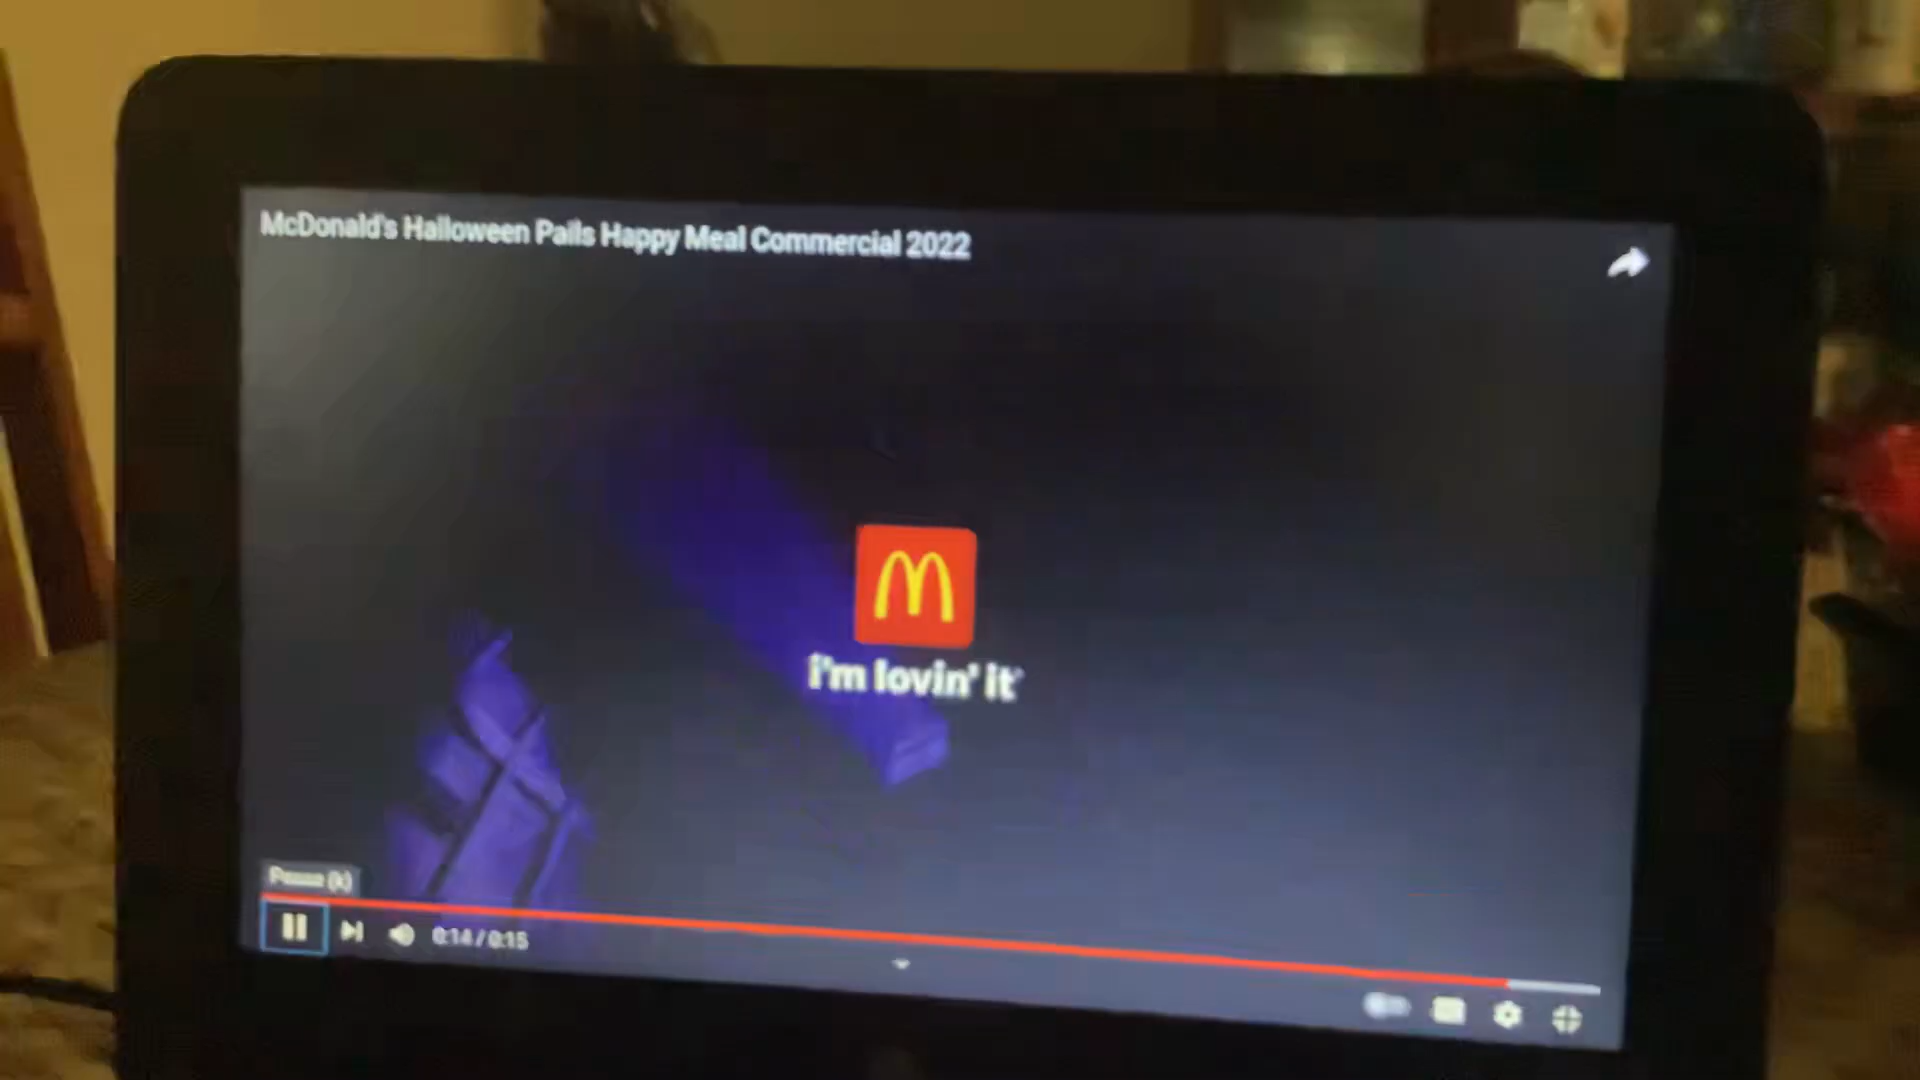 McDonald's Halloween Pails Happy Meal Commercial 2022
i'm lovin' it
Pause (k)
0:14 / 0:15